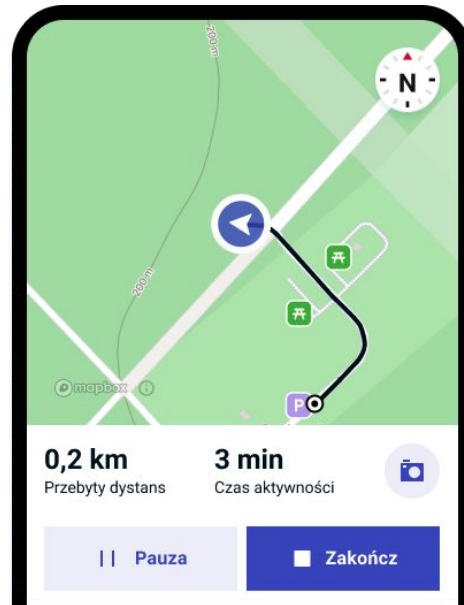 200 m
N
200 m
mapbox
P
0,2 km
3 min
Przebyty dystans
Czas aktywności
Pauza
Zakończ